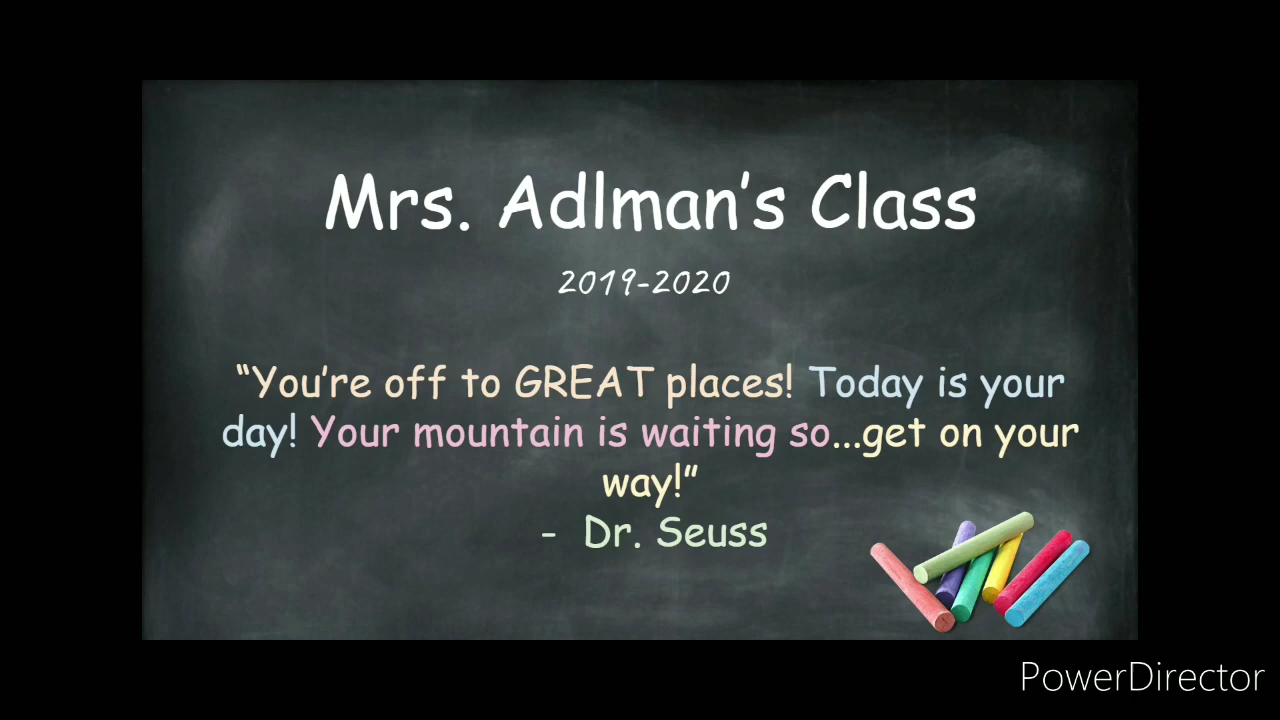 Mrs. Adlman’s Class
2019-2020
“You’re off to GREAT places! Today is your
day! Your mountain is waiting so...get on your
way!”
- Dr. Seuss
PowerDirector